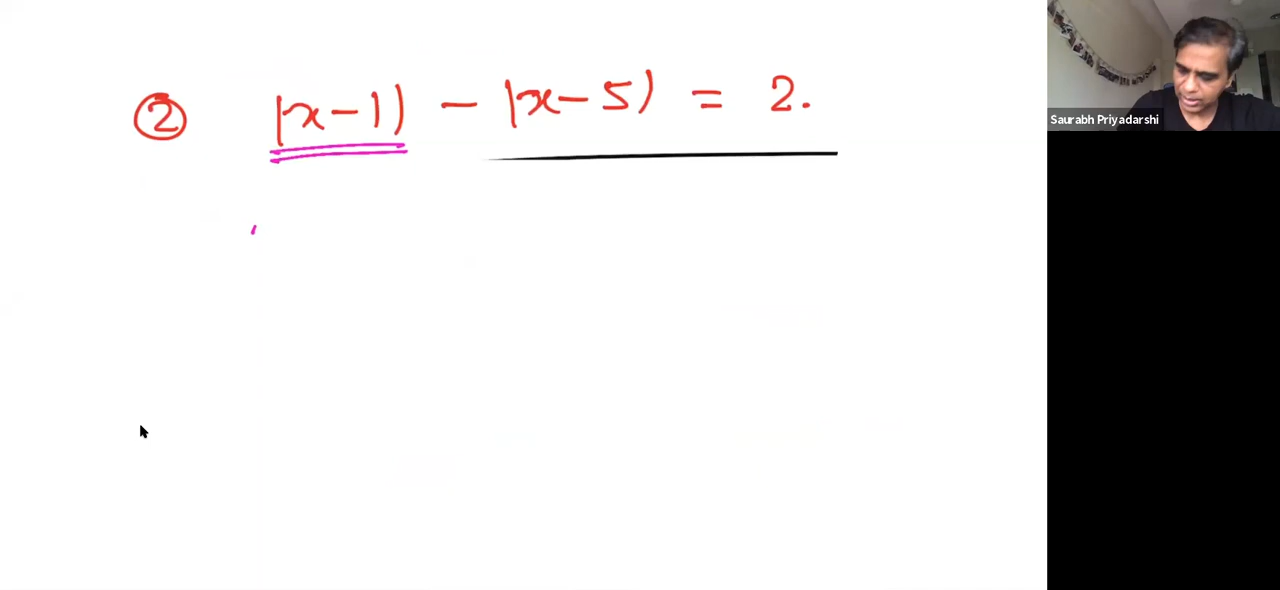 ② |x-1| - |x-5| = 2.
Saurabh Priyadarshi